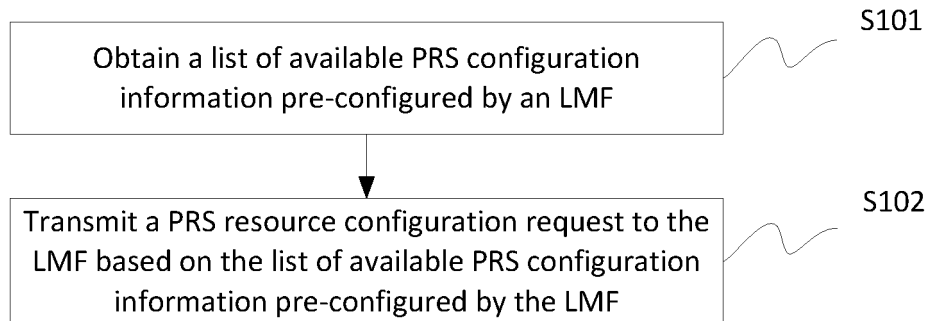 S101
Obtain a list of available PRS configuration
information pre-configured by an LMF
S102
Transmit a PRS resource configuration request to the
LMF based on the list of available PRS configuration
information pre-configured by the LMF